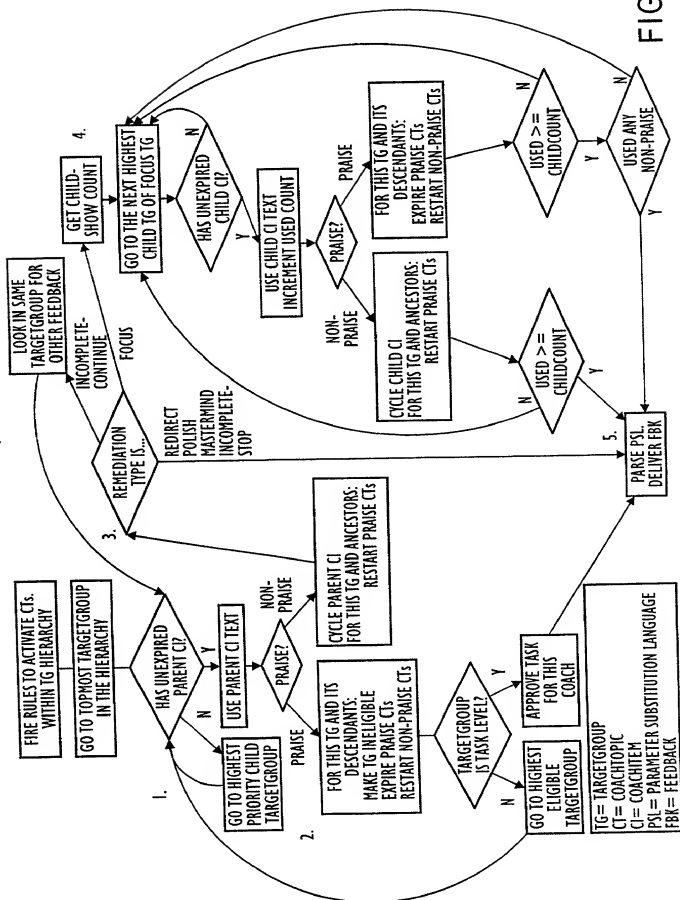 FIRE RULES TO ACTIVATE CTs.
WITHIN TG HIERARCHY
GO TO TOPMOST TARGETGROUP
IN THE HIERARCHY
1.
HAS UNEXPIRED
PARENT CI?
N
Y
GO TO HIGHEST
PRIORITY CHILD
TARGETGROUP
USE PARENT CI TEXT
2.
PRAISE?
PRAISE
NON-
PRAISE
FOR THIS TG AND ITS
DESCENDANTS:
MAKE TG INELIGIBLE
EXPIRE PRAISE CTs
RESTART NON-PRAISE CTs
CYCLE PARENT CI
FOR THIS TG AND ANCESTORS:
RESTART PRAISE CTs
TARGETGROUP
IS TASK LEVEL?
N
Y
GO TO HIGHEST
ELIGIBLE
TARGETGROUP
APPROVE TASK
FOR THIS
COACH
TG= TARGETGROUP
CT= COACHTOPIC
CI= COACHITEM
PSL= PARAMETER SUBSTITUTION LANGUAGE
FBK= FEEDBACK
LOOK IN SAME
TARGETGROUP FOR
OTHER FEEDBACK
3.
REMEDIATION
TYPE IS...
INCOMPLETE-
CONTINUE
FOCUS
REDIRECT
POLISH
MASTERMIND
INCOMPLETE-
STOP
4.
GET CHILD-
SHOW COUNT
GO TO THE NEXT HIGHEST
CHILD TG OF FOCUS TG
HAS UNEXPIRED
CHILD CI?
N
Y
USE CHILD CI TEXT
INCREMENT USED COUNT
PRAISE?
NON-
PRAISE
PRAISE
CYCLE CHILD CI
FOR THIS TG AND ANCESTORS:
RESTART PRAISE CTs
FOR THIS TG AND ITS
DESCENDANTS:
EXPIRE PRAISE CTs
RESTART NON-PRAISE CTs
USED >=
CHILDCOUNT
N
Y
USED >=
CHILDCOUNT
N
Y
USED ANY
NON-PRAISE
N
Y
5.
PARSE PSL.
DELIVER FBK
FIG